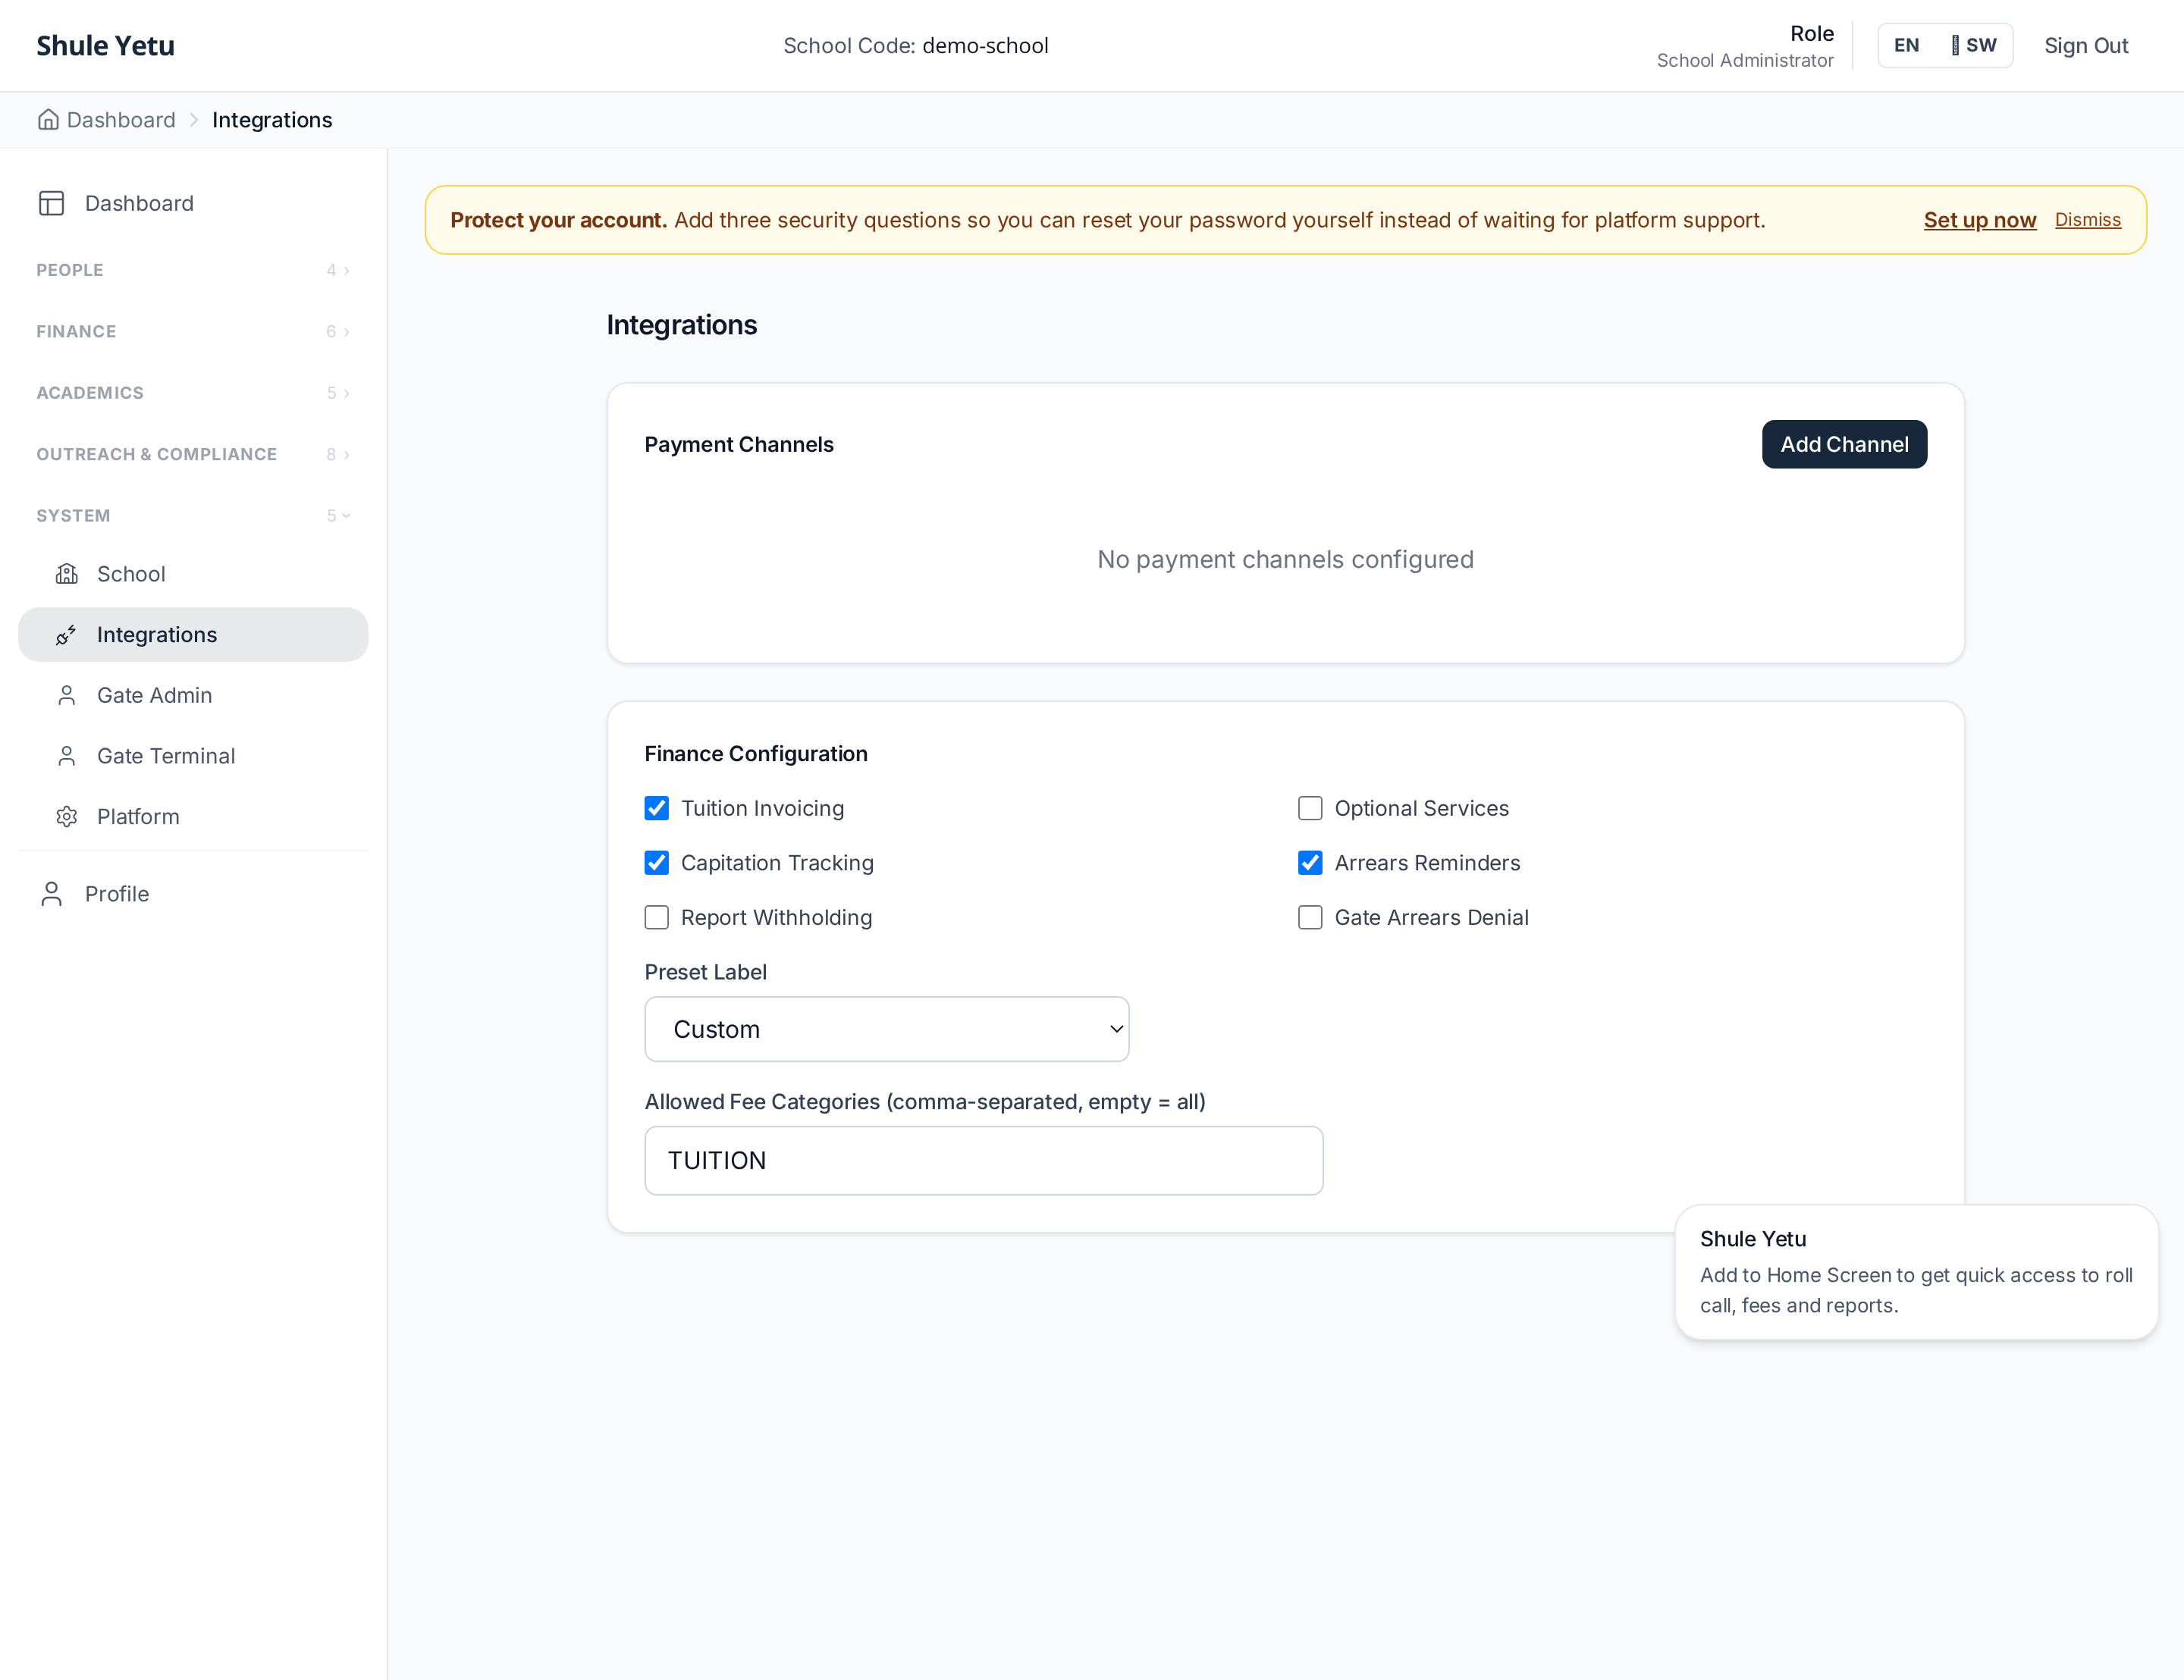 Shule Yetu
School Code: demo-school
Role
School Administrator
EN
SW
Sign Out
Dashboard
Integrations
Dashboard
PEOPLE 4
FINANCE 6
ACADEMICS 5
OUTREACH & COMPLIANCE 8
SYSTEM 5
School
Integrations
Gate Admin
Gate Terminal
Platform
Profile
Protect your account. Add three security questions so you can reset your password yourself instead of waiting for platform support.
Set up now
Dismiss
Integrations
Payment Channels
Add Channel
No payment channels configured
Finance Configuration
Tuition Invoicing
Optional Services
Capitation Tracking
Arrears Reminders
Report Withholding
Gate Arrears Denial
Preset Label
Custom
Allowed Fee Categories (comma-separated, empty = all)
TUITION
Shule Yetu
Add to Home Screen to get quick access to roll
call, fees and reports.